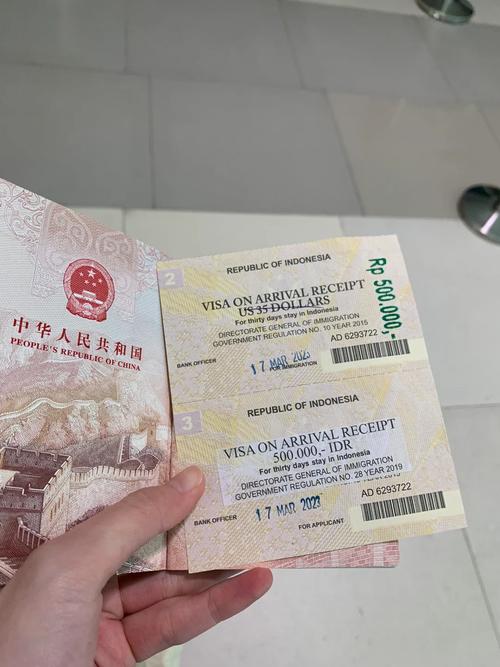 中华人民共和国
PEOPLE'S REPUBLIC OF CHINA
2
REPUBLIC OF INDONESIA
VISA ON ARRIVAL RECEIPT
US 35 DOLLARS
For thirty days stay in Indonesia
DIRECTORATE GENERAL OF IMMIGRATION
GOVERNMENT REGULATION NO. 10 YEAR 2015
AD 6293722
BANK OFFICER
17 MAR 2023
FOR IMMIGRATION
Rp 500.000,-
3
REPUBLIC OF INDONESIA
VISA ON ARRIVAL RECEIPT
500.000,- IDR
For thirty days stay in Indonesia
DIRECTORATE GENERAL OF IMMIGRATION
GOVERNMENT REGULATION NO. 28 YEAR 2019
AD 6293722
BANK OFFICER
17 MAR 2023
FOR APPLICANT